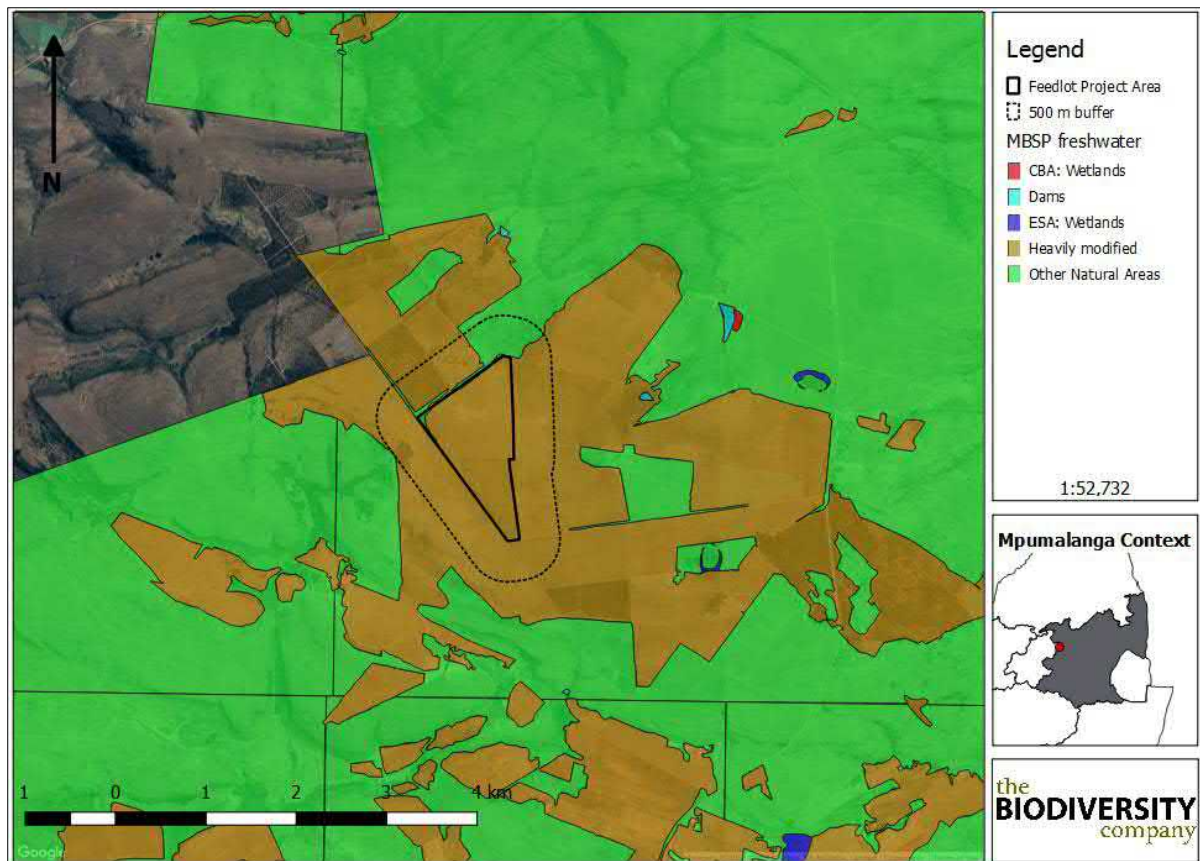 N
Legend
Feedlot Project Area
500 m buffer
MBSP freshwater
CBA: Wetlands
Dams
ESA: Wetlands
Heavily modified
Other Natural Areas
1:52,732
Mpumalanga Context
1 0 1 2 3 4 km
Google
the
BIODIVERSITY
company